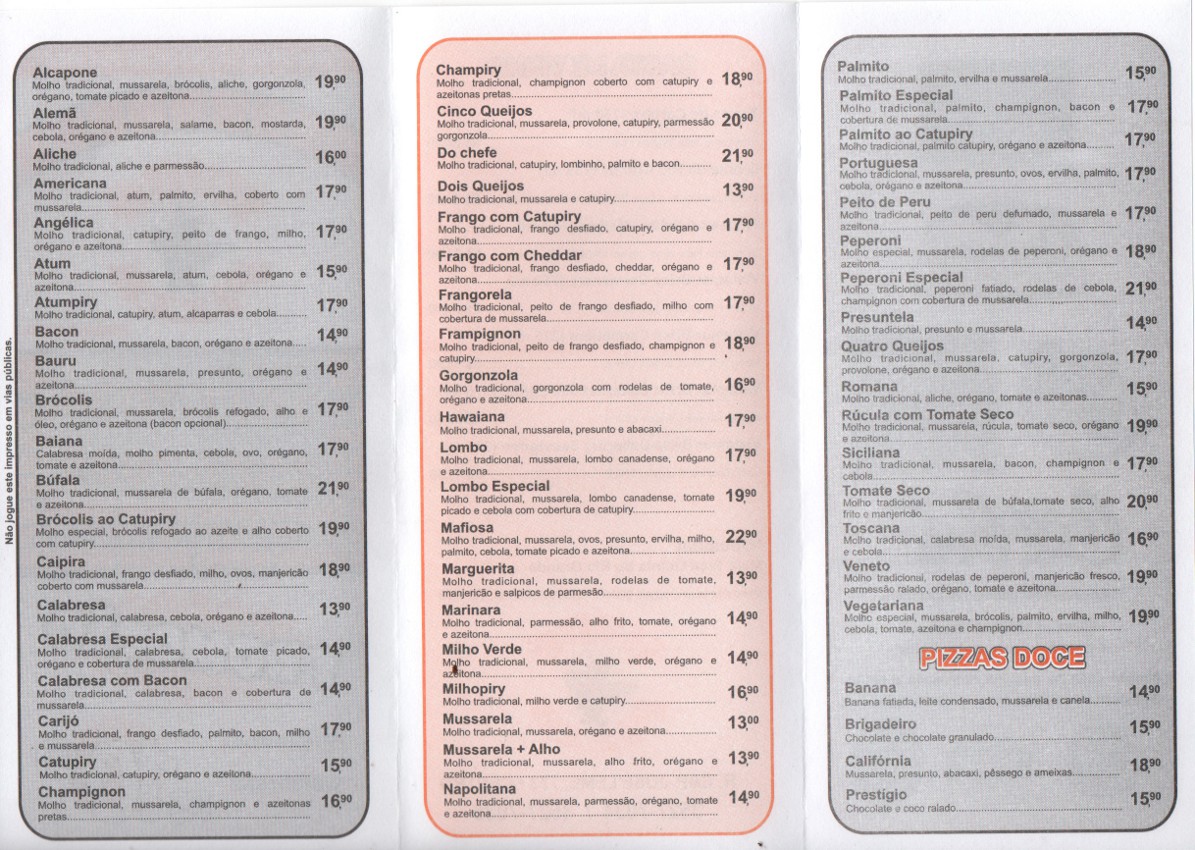 Não jogue este impresso em vias públicas.
Alcapone
Molho tradicional, mussarela, brócolis, aliche, gorgonzola,
orégano, tomate picado e azeitona 19,90
Alemã
Molho tradicional, mussarela, salame, bacon, mostarda,
cebola, orégano e azeitona 19,90
Aliche
Molho tradicional, aliche e parmessão 16,00
Americana
Molho tradicional, atum, palmito, ervilha, coberto com
mussarela 17,90
Angélica
Molho tradicional, catupiry, peito de frango, milho,
orégano e azeitona 17,90
Atum
Molho tradicional, mussarela, atum, cebola, orégano e
azeitona 15,90
Atumpiry
Molho tradicional, catupiry, atum, alcaparras e cebola 17,90
Bacon
Molho tradicional, mussarela, bacon, orégano e azeitona 14,90
Bauru
Molho tradicional, mussarela, presunto, orégano e
azeitona 14,90
Brócolis
Molho tradicional, mussarela, brócolis refogado, alho e
óleo, orégano e azeitona (bacon opcional) 17,90
Baiana
Calabresa moída, molho pimenta, cebola, ovo, orégano,
tomate e azeitona 17,90
Búfala
Molho tradicional, mussarela de búfala, orégano, tomate
e azeitona 21,90
Brócolis ao Catupiry
Molho especial, brócolis refogado ao azeite e alho coberto
com catupiry 19,90
Caipira
Molho tradicional, frango desfiado, milho, ovos, manjericão
coberto com mussarela 18,90
Calabresa
Molho tradicional, calabresa, cebola, orégano e azeitona 13,90
Calabresa Especial
Molho tradicional, calabresa, cebola, tomate picado,
orégano e cobertura de mussarela 14,90
Calabresa com Bacon
Molho tradicional, calabresa, bacon e cobertura de
mussarela 14,90
Carijó
Molho tradicional, frango desfiado, palmito, bacon, milho
e mussarela 17,90
Catupiry
Molho tradicional, catupiry, orégano e azeitona 15,90
Champignon
Molho tradicional, mussarela, champignon e azeitonas
pretas 16,90
Champiry
Molho tradicional, champignon coberto com catupiry e
azeitonas pretas 18,90
Cinco Queijos
Molho tradicional, mussarela, provolone, catupiry, parmessão
gorgonzola 20,90
Do chefe
Molho tradicional, catupiry, lombinho, palmito e bacon 21,90
Dois Queijos
Molho tradicional, mussarela e catupiry 13,90
Frango com Catupiry
Molho tradicional, frango desfiado, catupiry, orégano e
azeitona 17,90
Frango com Cheddar
Molho tradicional, frango desfiado, cheddar, orégano e
azeitona 17,90
Frangorela
Molho tradicional, peito de frango desfiado, milho com
cobertura de mussarela 17,90
Frampignon
Molho tradicional, peito de frango desfiado, champignon e
catupiry 18,90
Gorgonzola
Molho tradicional, gorgonzola com rodelas de tomate,
orégano e azeitona 16,90
Hawaiana
Molho tradicional, mussarela, presunto e abacaxi 17,90
Lombo
Molho tradicional, mussarela, lombo canadense, orégano
e azeitona 17,90
Lombo Especial
Molho tradicional, mussarela, lombo canadense, tomate
picado e cebola com cobertura de catupiry 19,90
Mafiosa
Molho tradicional, mussarela, ovos, presunto, ervilha, milho,
palmito, cebola, tomate picado e azeitona 22,90
Marguerita
Molho tradicional, mussarela, rodelas de tomate,
manjericão e salpicos de parmesão 13,90
Marinara
Molho tradicional, parmessão, alho frito, tomate, orégano
e azeitona 14,90
Milho Verde
Molho tradicional, mussarela, milho verde, orégano e
azeitona 14,90
Milhopiry
Molho tradicional, milho verde e catupiry 16,90
Mussarela
Molho tradicional, mussarela, orégano e azeitona 13,00
Mussarela + Alho
Molho tradicional, mussarela, alho frito, orégano e
azeitona 13,90
Napolitana
Molho tradicional, mussarela, parmessão, orégano, tomate
e azeitona 14,90
Palmito
Molho tradicional, palmito, ervilha e mussarela 15,90
Palmito Especial
Molho tradicional, palmito, champignon, bacon e
cobertura de mussarela 17,90
Palmito ao Catupiry
Molho tradicional, palmito catupiry, orégano e azeitona 17,90
Portuguesa
Molho tradicional, mussarela, presunto, ovos, ervilha, palmito,
cebola, orégano e azeitona 17,90
Peito de Peru
Molho tradicional, peito de peru defumado, mussarela e
azeitona 17,90
Peperoni
Molho especial, mussarela, rodelas de peperoni, orégano e
azeitona 18,90
Peperoni Especial
Molho tradicional, peperoni fatiado, rodelas de cebola,
champignon com cobertura de mussarela 21,90
Presuntela
Molho tradicional, presunto e mussarela 14,90
Quatro Queijos
Molho tradicional, mussarela, catupiry, gorgonzola,
provolone, orégano e azeitona 17,90
Romana
Molho tradicional, aliche, orégano, tomate e azeitonas 15,90
Rúcula com Tomate Seco
Molho tradicional, mussarela, rúcula, tomate seco, orégano
e azeitona 19,90
Siciliana
Molho tradicional, mussarela, bacon, champignon e
cebola 17,90
Tomate Seco
Molho tradicional, mussarela de búfala,tomate seco, alho
frito e manjericão 20,90
Toscana
Molho tradicional, calabresa moída, mussarela, manjericão
e cebola 16,90
Veneto
Molho tradicional, rodelas de peperoni, manjericão fresco,
parmessão ralado, orégano, tomate e azeitona 19,90
Vegetariana
Molho especial, mussarela, brócolis, palmito, ervilha, milho,
cebola, tomate, azeitona e champignon 19,90
PIZZAS DOCE
Banana
Banana fatiada, leite condensado, mussarela e canela 14,90
Brigadeiro
Chocolate e chocolate granulado 15,90
Califórnia
Mussarela, presunto, abacaxi, pêssego e ameixas 18,90
Prestígio
Chocolate e coco ralado 15,90